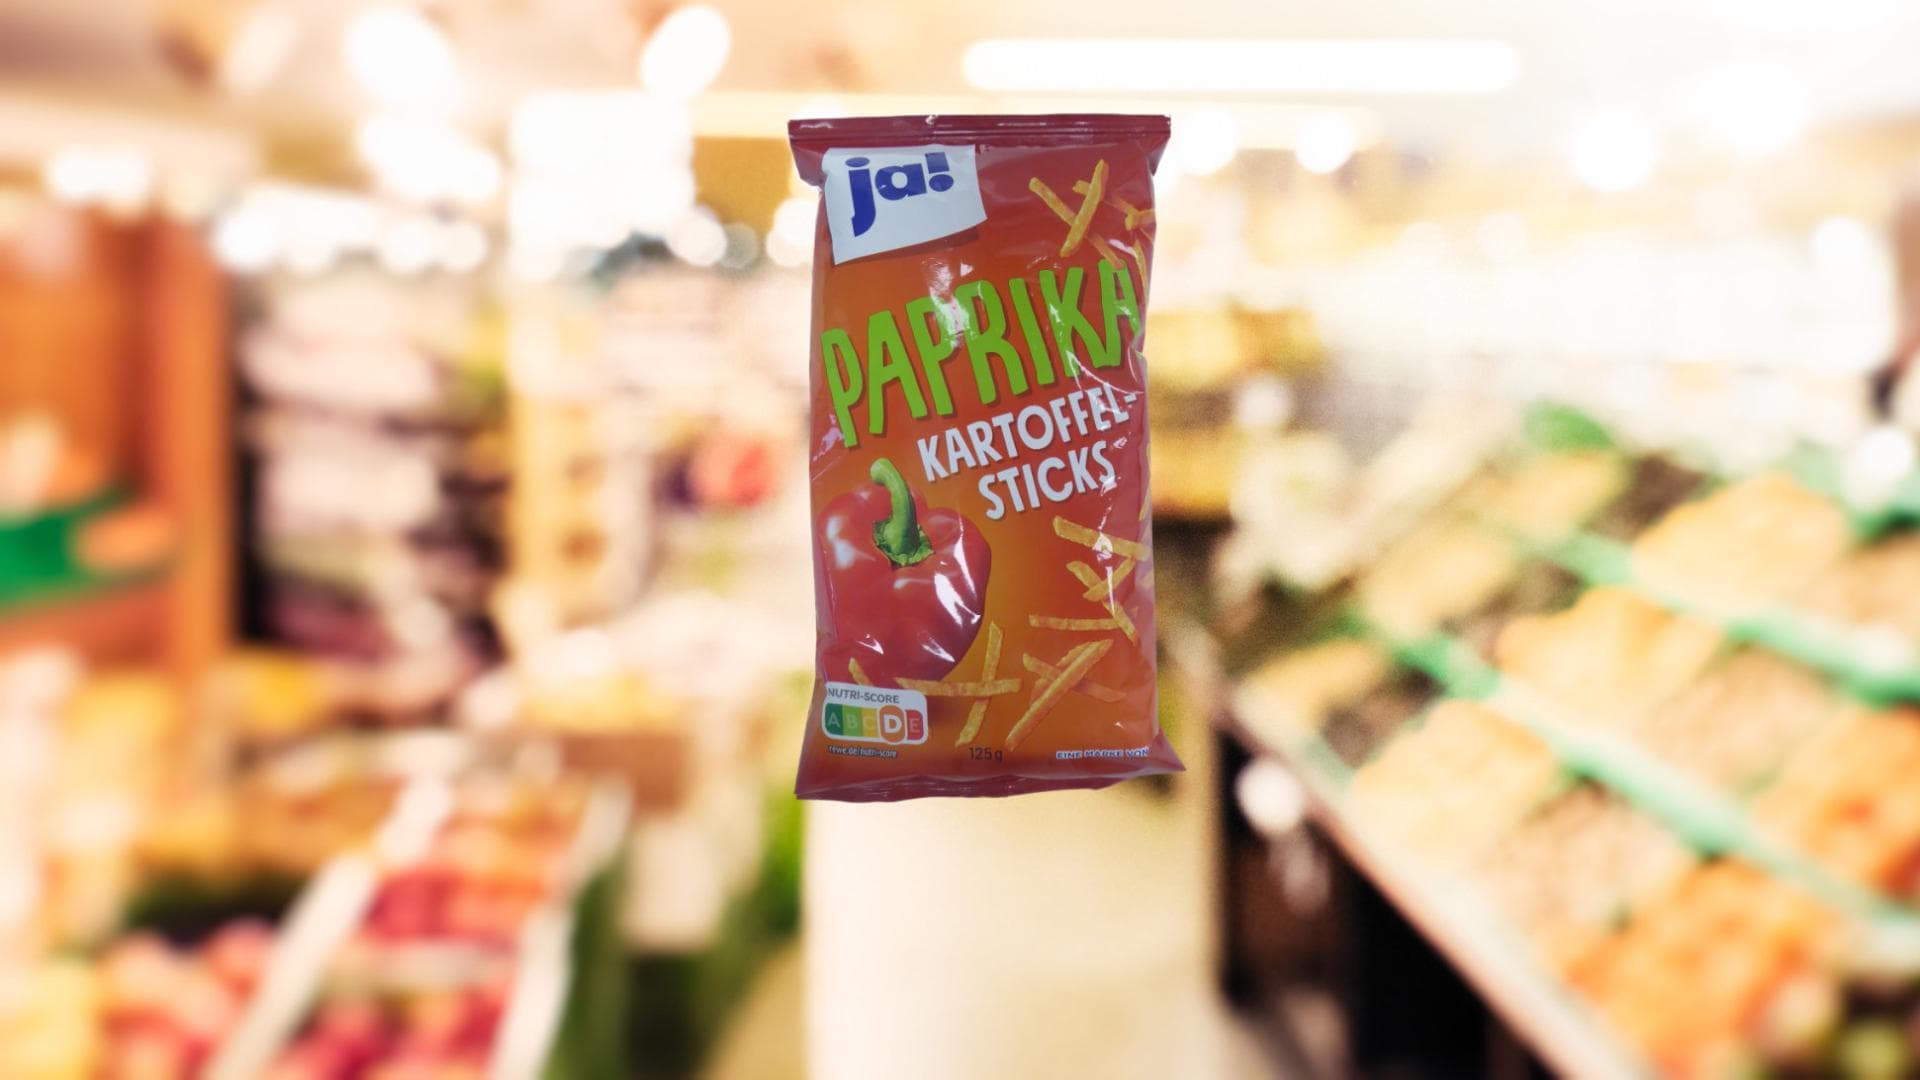 ja!
PAPRIKA
KARTOFFEL-
STICKS
NUTRI-SCORE
A B C D E
rewe.de/nutri-score
125 g
EINE MARKE VON